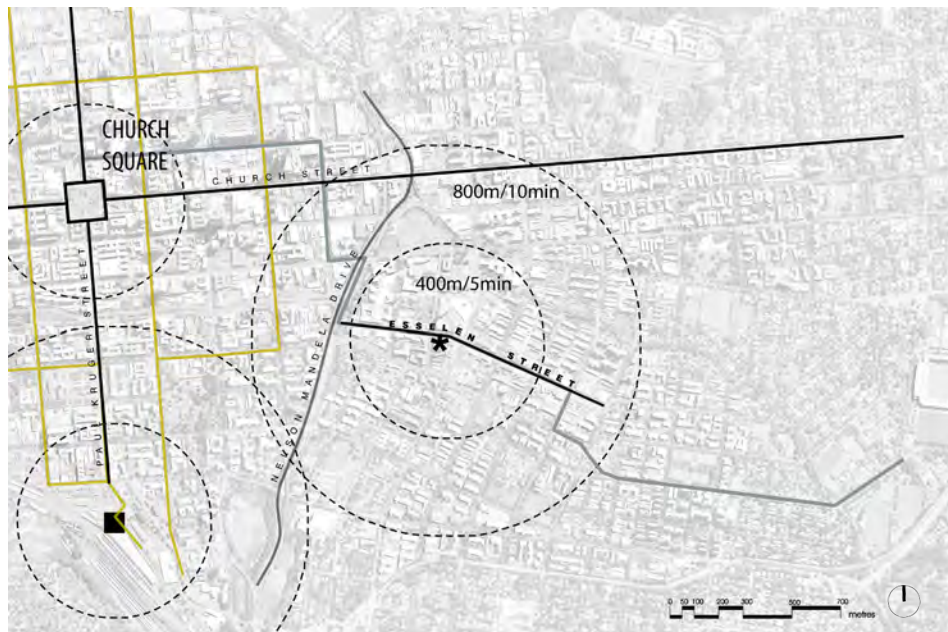 CHURCH
SQUARE
CHURCH STREET
800m/10min
400m/5min
ESSELEN STREET
NELSON MANDELA DRIVE
PAUL KRUGER STREET
*
0 50 100 200 300 500 700
metres